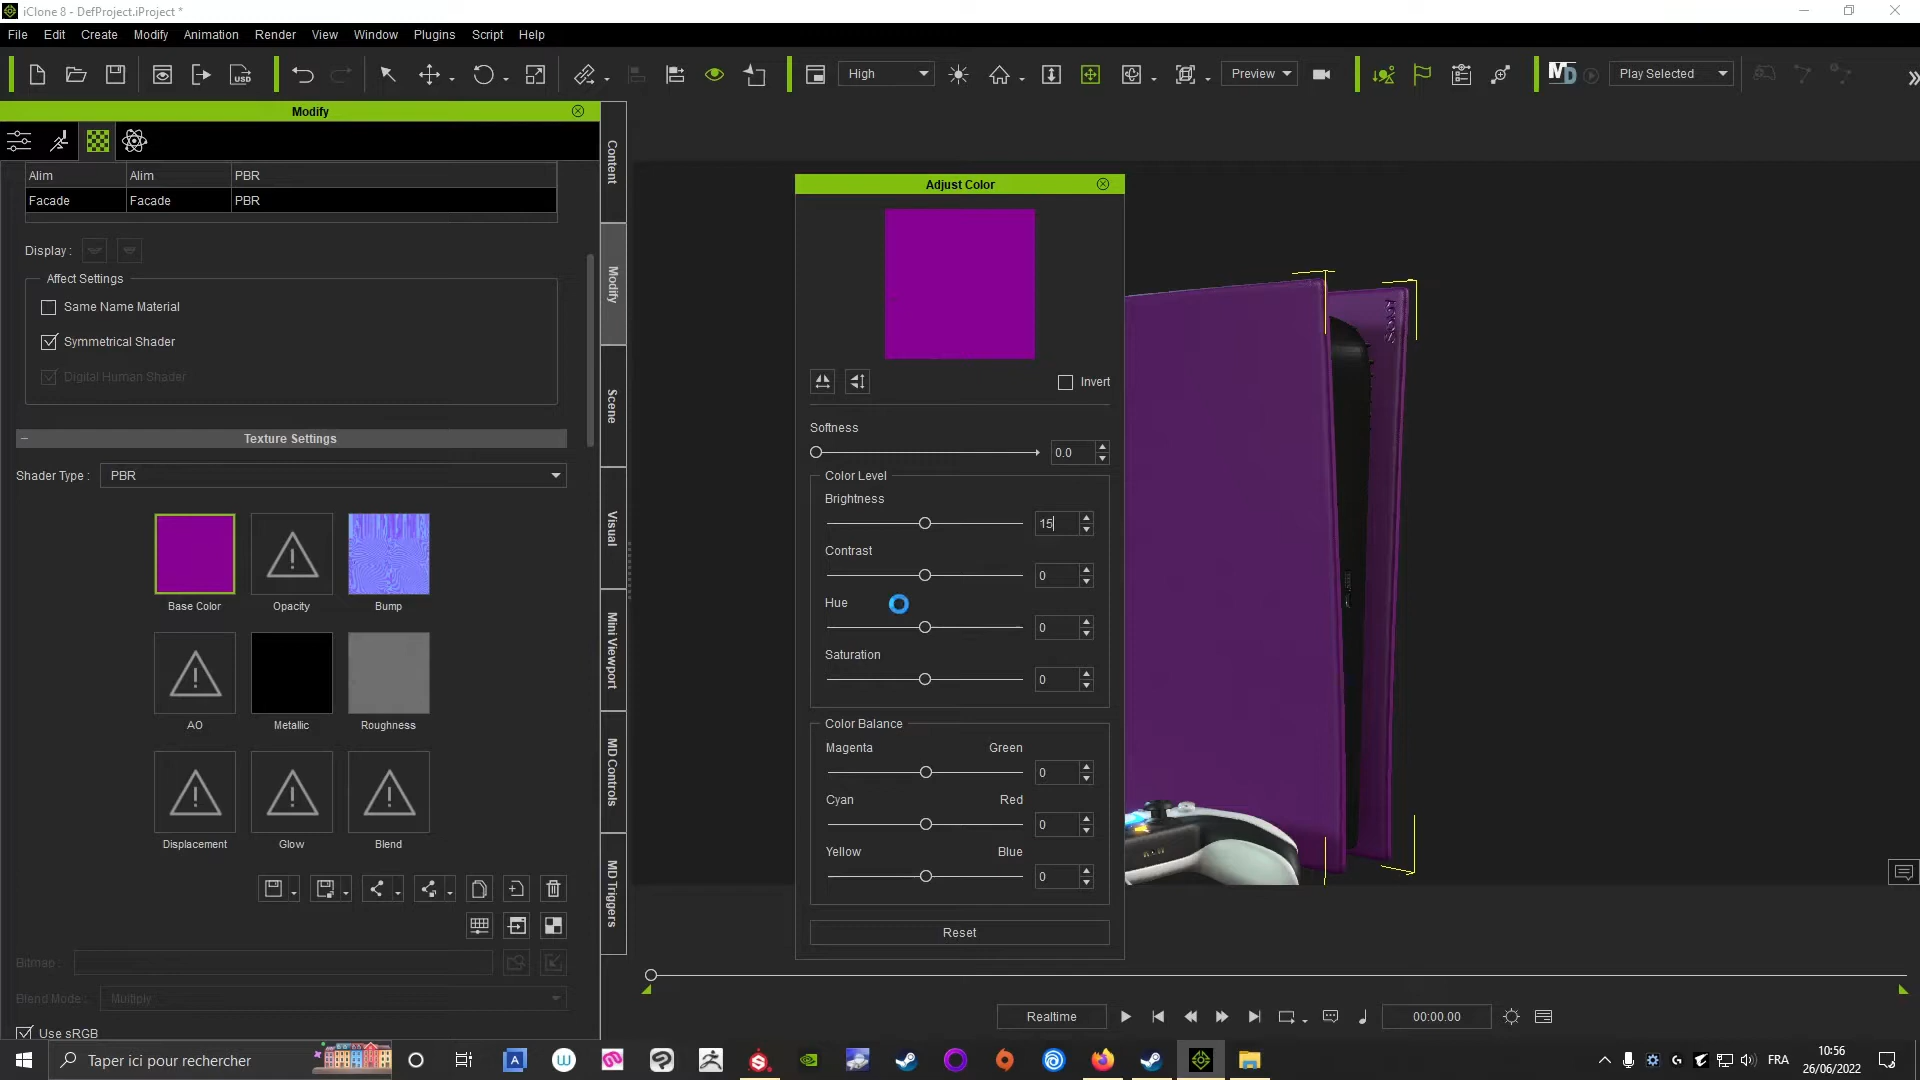 iClone 8 - DefProject.iProject *
File Edit Create Modify Animation Render View Window Plugins Script Help
High
Preview
Play Selected
Modify
Alim Alim PBR
Facade Facade PBR
Display :
Affect Settings
Same Name Material
Symmetrical Shader
Digital Human Shader
Texture Settings
Shader Type : PBR
Base Color Opacity Bump
AO Metallic Roughness
Displacement Glow Blend
Bitmap :
Blend Mode : Multiply
Use sRGB
Content
Modify
Scene
Visual
Mini Viewport
MD Controls
MD Triggers
Adjust Color
Invert
Softness
0.0
Color Level
Brightness
15
Contrast
0
Hue
0
Saturation
0
Color Balance
Magenta Green
0
Cyan Red
0
Yellow Blue
0
Reset
SONY
Realtime
00:00.00
Taper ici pour rechercher
FRA
10:56
26/06/2022